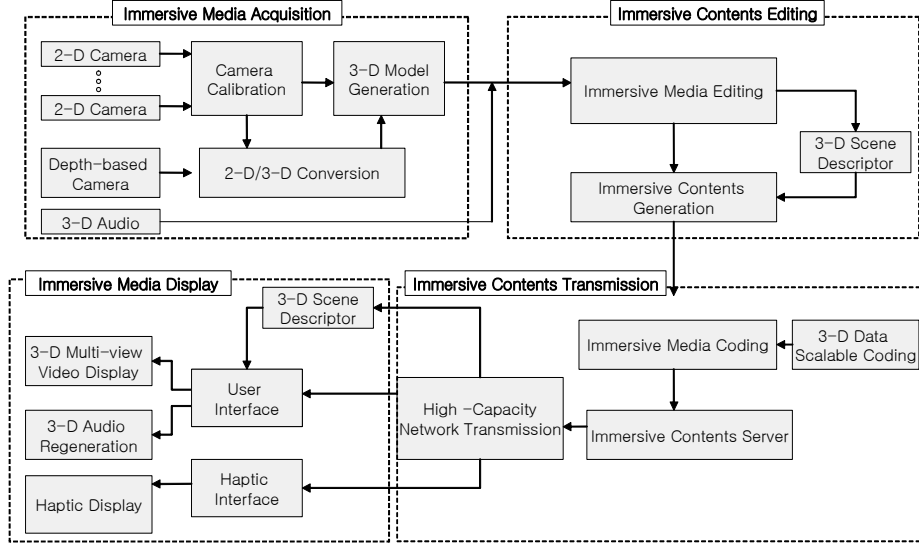 Immersive Media Acquisition
2-D Camera
2-D Camera
Depth-based
Camera
3-D Audio
Camera
Calibration
3-D Model
Generation
2-D/3-D Conversion
Immersive Contents Editing
Immersive Media Editing
3-D Scene
Descriptor
Immersive Contents
Generation
Immersive Media Display
3-D Scene
Descriptor
3-D Multi-view
Video Display
User
Interface
3-D Audio
Regeneration
Haptic
Interface
Haptic Display
Immersive Contents Transmission
Immersive Media Coding
3-D Data
Scalable Coding
High -Capacity
Network Transmission
Immersive Contents Server